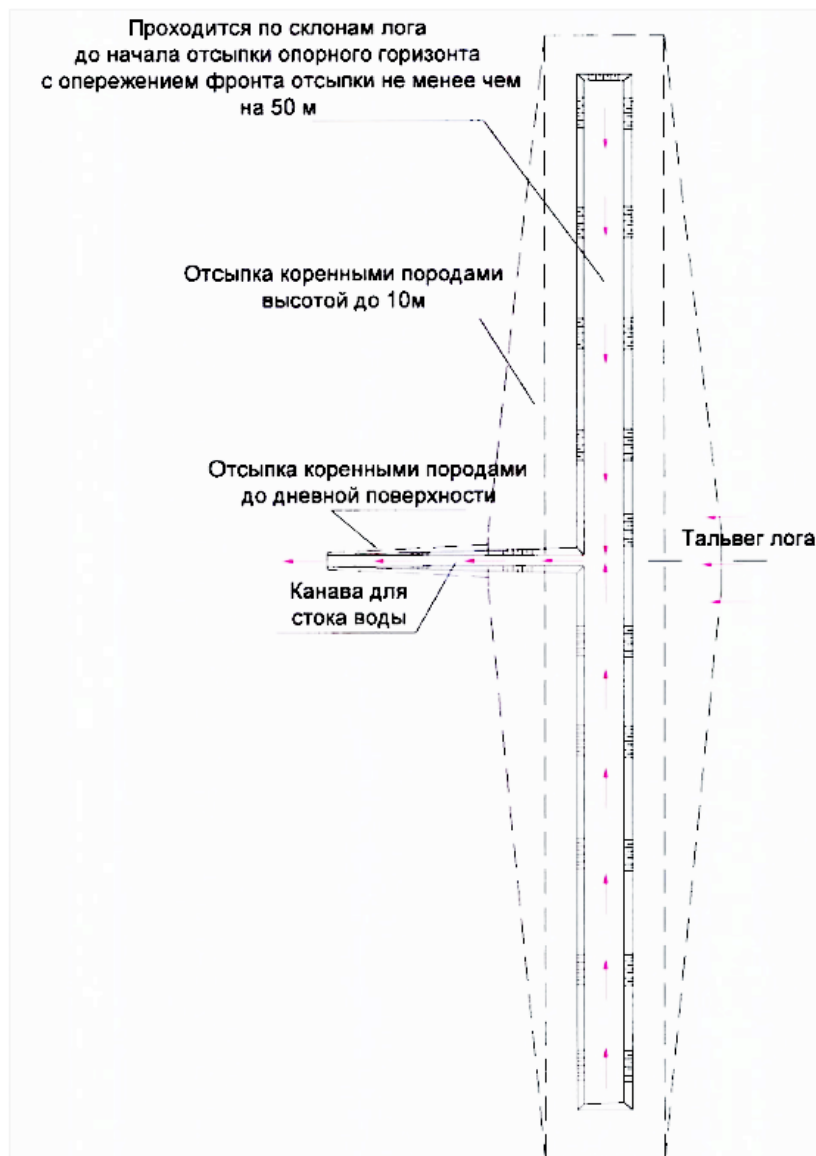 Проходится по склонам лога
до начала отсыпки опорного горизонта
с опережением фронта отсыпки не менее чем
на 50 м
Отсыпка коренными породами
высотой до 10м
Отсыпка коренными породами
до дневной поверхности
Тальвег лога
Канава для
стока воды